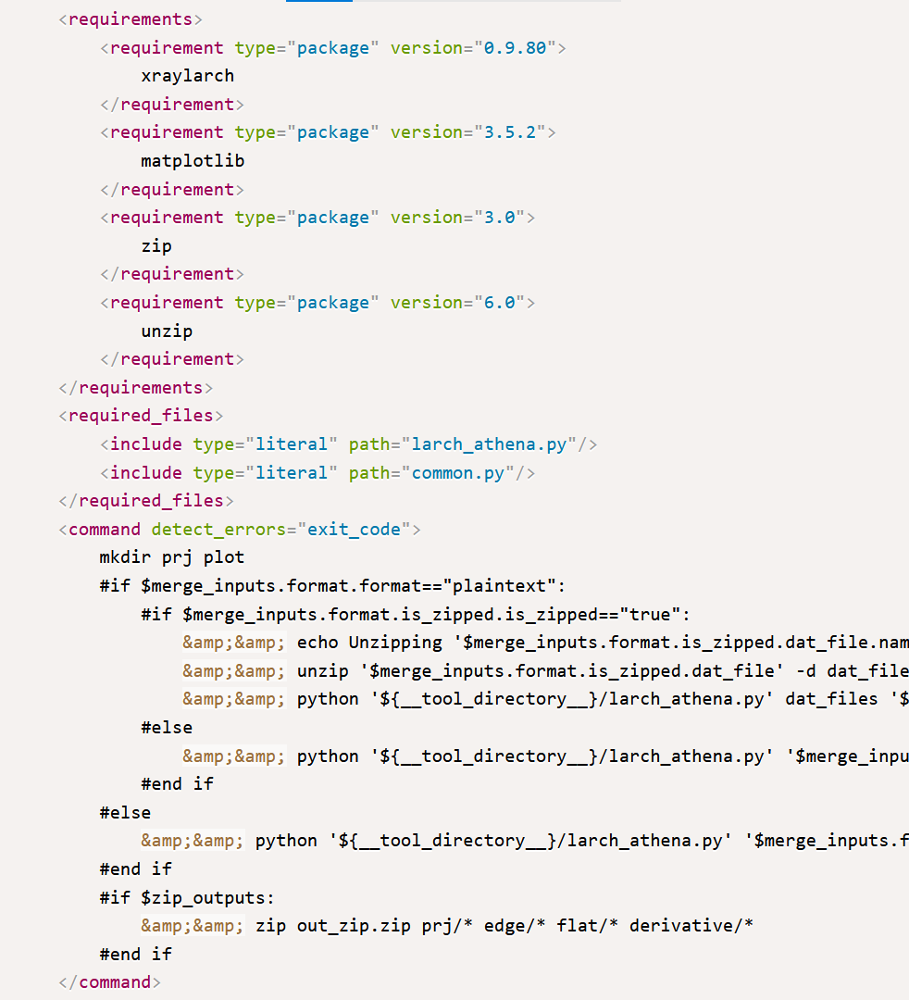 <requirements>
<requirement type="package" version="0.9.80">
xraylarch
</requirement>
<requirement type="package" version="3.5.2">
matplotlib
</requirement>
<requirement type="package" version="3.0">
zip
</requirement>
<requirement type="package" version="6.0">
unzip
</requirement>
</requirements>
<required_files>
<include type="literal" path="larch_athena.py"/>
<include type="literal" path="common.py"/>
</required_files>
<command detect_errors="exit_code">
mkdir prj plot
#if $merge_inputs.format.format=="plaintext":
#if $merge_inputs.format.is_zipped.is_zipped=="true":
&amp;&amp; echo Unzipping '$merge_inputs.format.is_zipped.dat_file.nam
&amp;&amp; unzip '$merge_inputs.format.is_zipped.dat_file' -d dat_file
&amp;&amp; python '${__tool_directory__}/larch_athena.py' dat_files '$
#else
&amp;&amp; python '${__tool_directory__}/larch_athena.py' '$merge_inpu
#end if
#else
&amp;&amp; python '${__tool_directory__}/larch_athena.py' '$merge_inputs.f
#end if
#if $zip_outputs:
&amp;&amp; zip out_zip.zip prj/* edge/* flat/* derivative/*
#end if
</command>